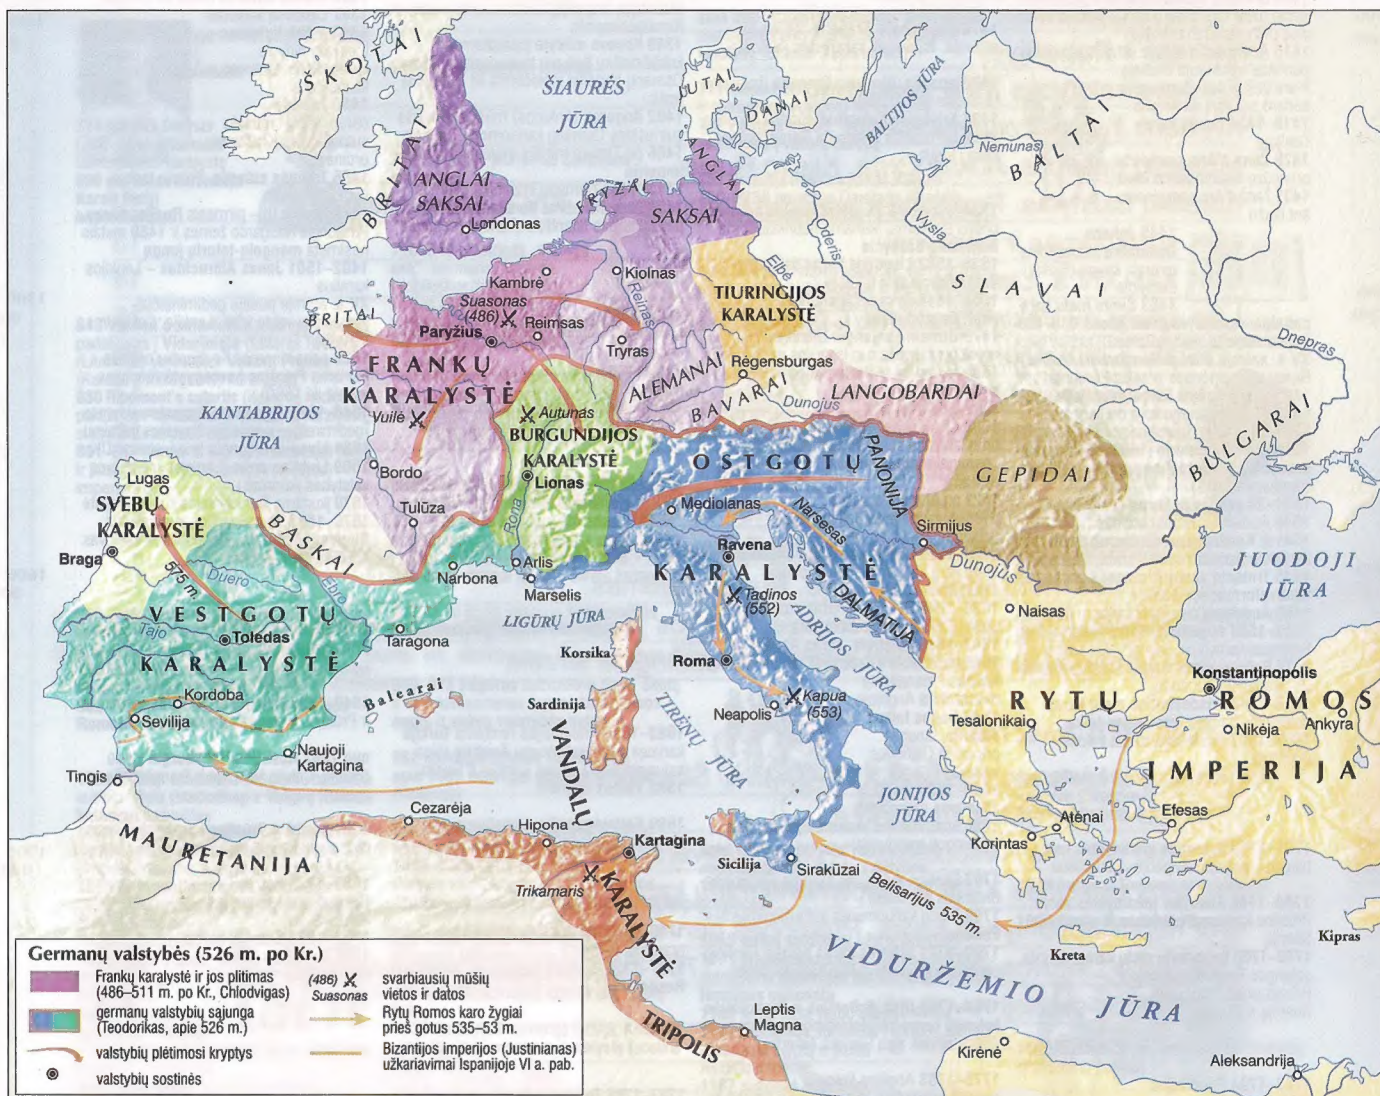 ŠKOTAI
ŠIAURĖS
JŪRA
JUTAI
DANAI
BALTIJOS JŪRA
BALTAI
Nemunas
BRITAI
ANGLAI
SAKSAI
Londonas
FRYZAI
ANGLAI
SAKSAI
Vysla
Oderis
Elbė
SLAVAI
Dnepras
Kambrė
Kiolnas
Suasonas
(486)
Reinas
TIURINGIJOS
KARALYSTĖ
BRITAI
Paryžius
Reimsas
Tryras
Rėgensburgas
FRANKŲ
KARALYSTĖ
ALEMANAI
BAVARAI
Dunojus
LANGOBARDAI
KANTABRIJOS
JŪRA
Vuilė
Autunas
BURGUNDIJOS
KARALYSTĖ
Lionas
OSTGOTŲ
PANONIJA
GEPIDAI
BULGARAI
Bordo
Lugas
SVEBŲ
KARALYSTĖ
Tulūza
Rona
Mediolanas
Narsesas
Sirmijus
BASKAI
Braga
575 m.
Duero
Ebro
Narbona
Arlis
Marselis
Ravena
KARALYSTĖ
Dunojus
JUODOJI
JŪRA
VESTGOTŲ
Tajo
Toledas
KARALYSTĖ
Taragona
LIGŪRŲ JŪRA
Korsika
Tadinos
(552)
ADRIJOS JŪRA
DALMATIJA
Naisas
Roma
Konstantinopolis
Kordoba
Sevilija
Balearai
Sardinija
TIRĖNŲ JŪRA
Neapolis
Kapua
(553)
RYTŲ
ROMOS
Tesalonikai
Nikėja
Ankyra
Naujoji
Kartagina
VANDALŲ
IMPERIJA
Tingis
Cezarėja
Hipona
Kartagina
JONIJOS
JŪRA
Atėnai
Efesas
Korintas
MAURETANIJA
Trikamaris
KARALYSTĖ
Sicilija
Sirakūzai
Belisarijus 535 m.
Kreta
Kipras
VIDURŽEMIO JŪRA
TRIPOLIS
Leptis
Magna
Kirėnė
Aleksandrija
Germanų valstybės (526 m. po Kr.)
Frankų karalystė ir jos plitimas
(486–511 m. po Kr., Chlodvigas)
germanų valstybių sąjunga
(Teodorikas, apie 526 m.)
valstybių plėtimosi kryptys
valstybių sostinės
(486)
Suasonas
svarbiausių mūšių
vietos ir datos
Rytų Romos karo žygiai
prieš gotus 535–53 m.
Bizantijos imperijos (Justinianas)
užkariavimai Ispanijoje VI a. pab.